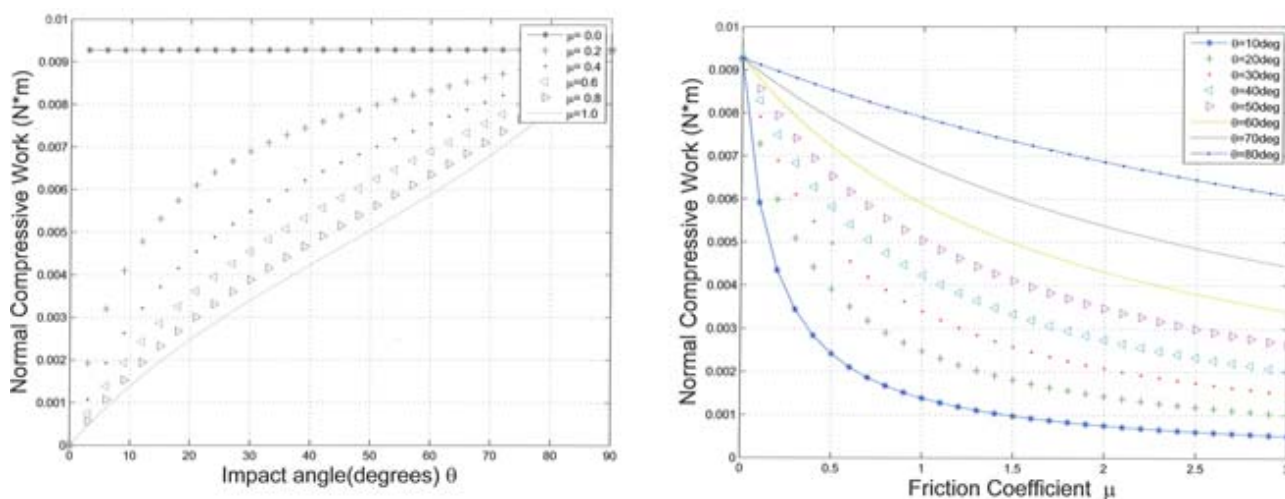 0.01
0.009
0.008
0.007
0.006
0.005
0.004
0.003
0.002
0.001
0
Normal Compressive Work (N*m)
0 10 20 30 40 50 60 70 80 90
Impact angle(degrees) θ
μ= 0.0
μ= 0.2
μ= 0.4
μ=0.6
μ= 0.8
μ=1.0
0.01
0.009
0.008
0.007
0.006
0.005
0.004
0.003
0.002
0.001
0
Normal Compressive Work (N*m)
0 0.5 1 1.5 2 2.5 3
Friction Coefficient μ
θ=10deg
θ=20deg
θ=30deg
θ=40deg
θ=50deg
θ=60deg
θ=70deg
θ=80deg